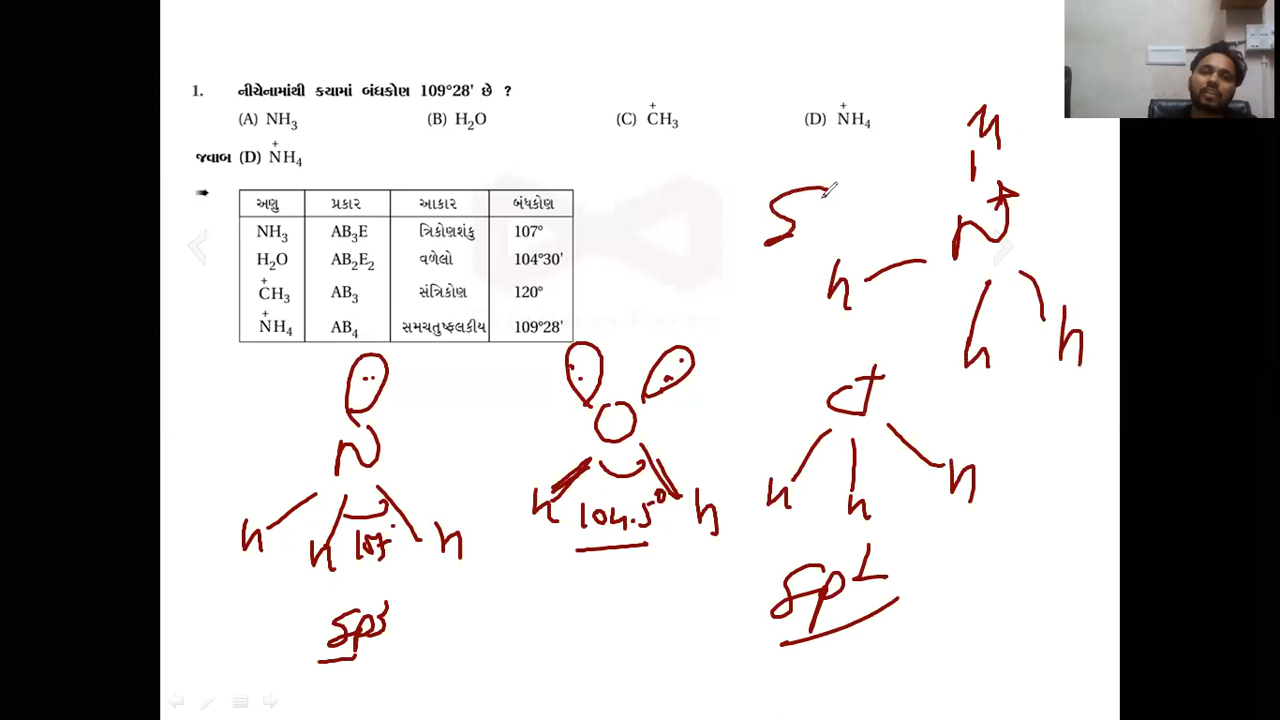 1. નીચેનામાંથી કયામાં બંધકોણ 109°28' છે ?
(A) NH₃ (B) H₂O (C) C⁺H₃ (D) N⁺H₄
જવાબ (D) N⁺H₄
અણુ પ્રકાર આકાર બંધકોણ
NH₃ AB₃E ત્રિકોણશંકુ 107°
H₂O AB₂E₂ વળેલો 104°30'
C⁺H₃ AB₃ સંત્રિકોણ 120°
N⁺H₄ AB₄ સમચતુષ્ફલકીય 109°28'
H
S N⁺
h
h h
N O C⁺
h h h 107°
h 104.5° h
h h h
sp³ sp²